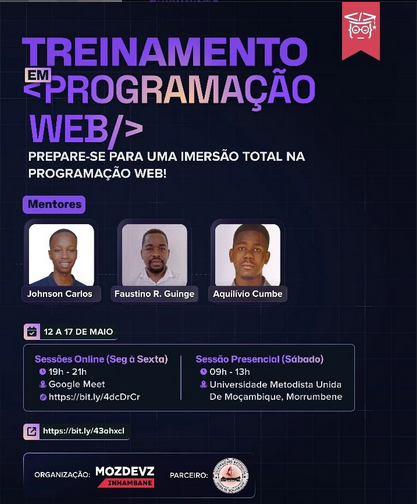 TREINAMENTO
EM
<PROGRAMAÇÃO
WEB/>
PREPARE-SE PARA UMA IMERSÃO TOTAL NA
PROGRAMAÇÃO WEB!
Mentores
Johnson Carlos
Faustino R. Guinge
Aquilívio Cumbe
12 A 17 DE MAIO
Sessões Online (Seg à Sexta)
19h - 21h
Google Meet
https://bit.ly/4dcDrCr
Sessão Presencial (Sábado)
09h - 13h
Universidade Metodista Unida
De Moçambique, Morrumbene
https://bit.ly/43ohxcl
ORGANIZAÇÃO:
MOZDEVZ
INHAMBANE
PARCEIRO: